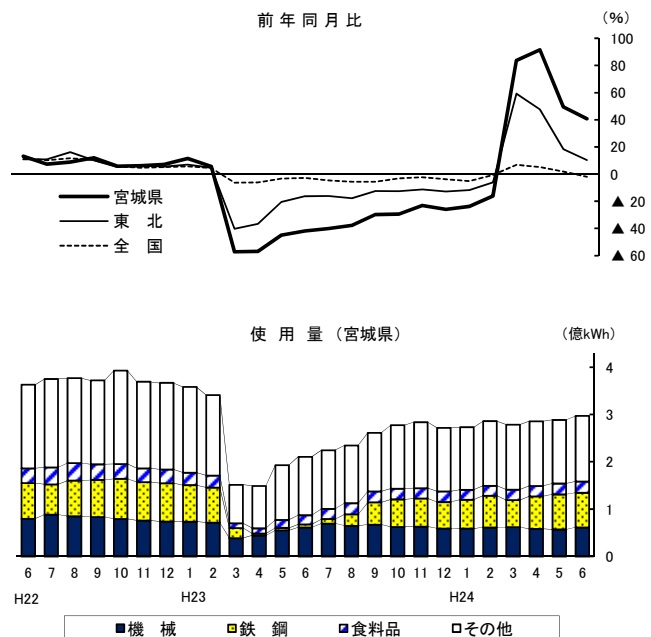 前年同月比
(%)
100
80
60
40
20
0
▲ 20
▲ 40
▲ 60
宮城県
東 北
全 国
使 用 量 (宮城県)
(億kWh)
4
3
2
1
0
6 7 8 9 10 11 12 1 2 3 4 5 6 7 8 9 10 11 12 1 2 3 4 5 6
H22 H23 H24
機 械 鉄 鋼 食料品 その他